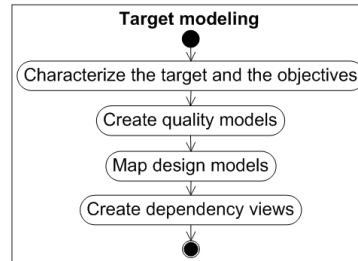 Target modeling
Characterize the target and the objectives
Create quality models
Map design models
Create dependency views